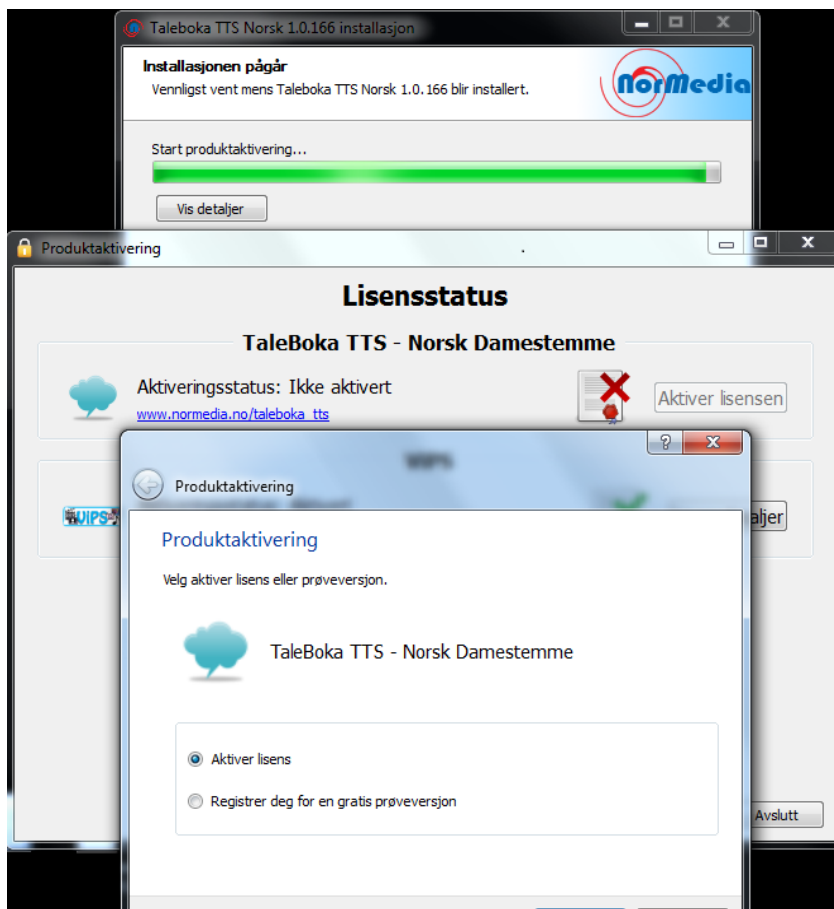 Taleboka TTS Norsk 1.0.166 installasjon
Installasjonen pågår
Vennligst vent mens Taleboka TTS Norsk 1.0.166 blir installert.
NorMedia
Start produktaktivering...
Vis detaljer
Produktaktivering
Lisensstatus
TaleBoka TTS - Norsk Damestemme
Aktiveringsstatus: Ikke aktivert
Aktiver lisensen
www.normedia.no/taleboka_tts
VIPS
Produktaktivering
VIPS
aljer
Produktaktivering
Velg aktiver lisens eller prøveversjon.
TaleBoka TTS - Norsk Damestemme
Aktiver lisens
Registrer deg for en gratis prøveversjon
Avslutt